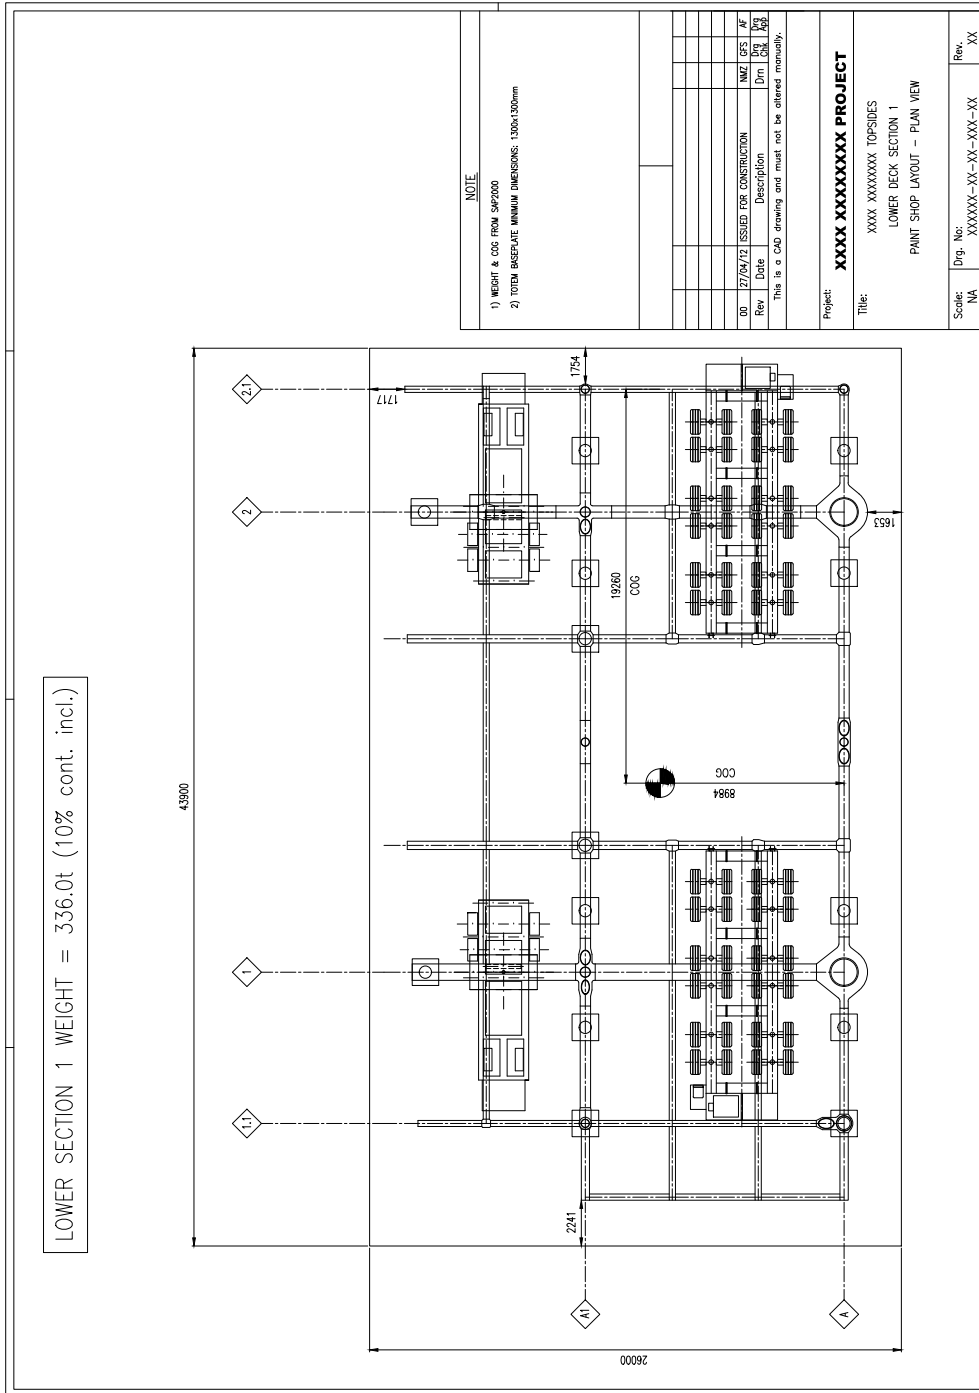 LOWER SECTION 1 WEIGHT = 336.0t (10% cont. incl.)
43900
26000
1.1
1
2
2.1
A1
A
2241
1717
1754
19260
COG
8984
COG
1653
NOTE
1) WEIGHT & COG FROM SAP2000
2) TOTEM BASEPLATE MINIMUM DIMENSIONS: 1300x1300mm
00 27/04/12 ISSUED FOR CONSTRUCTION NMZ GFS AF
Rev Date Description Drn Drg Chk Drg App
This is a CAD drawing and must not be altered manually.
Project:
XXXX XXXXXXXX PROJECT
Title:
XXXX XXXXXXXX TOPSIDES
LOWER DECK SECTION 1
PAINT SHOP LAYOUT - PLAN VIEW
Scale: NA
Drg. No: XXXXX-XX-XX-XXX-XX
Rev. XX